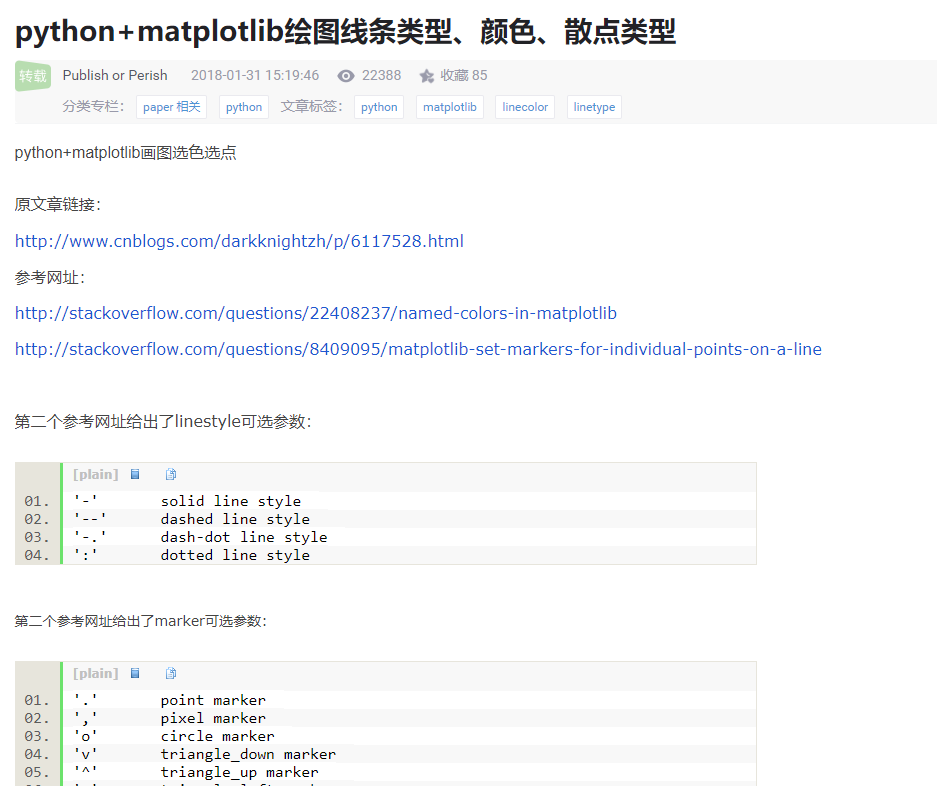 python+matplotlib绘图线条类型、颜色、散点类型
转载 Publish or Perish 2018-01-31 15:19:46 22388 收藏 85
分类专栏： paper 相关 python 文章标签： python matplotlib linecolor linetype
python+matplotlib画图选色选点
原文章链接：
http://www.cnblogs.com/darkknightzh/p/6117528.html
参考网址：
http://stackoverflow.com/questions/22408237/named-colors-in-matplotlib
http://stackoverflow.com/questions/8409095/matplotlib-set-markers-for-individual-points-on-a-line
第二个参考网址给出了linestyle可选参数：
[plain]
01. '-' solid line style
02. '--' dashed line style
03. '-.' dash-dot line style
04. ':' dotted line style
第二个参考网址给出了marker可选参数：
[plain]
01. '.' point marker
02. ',' pixel marker
03. 'o' circle marker
04. 'v' triangle_down marker
05. '^' triangle_up marker